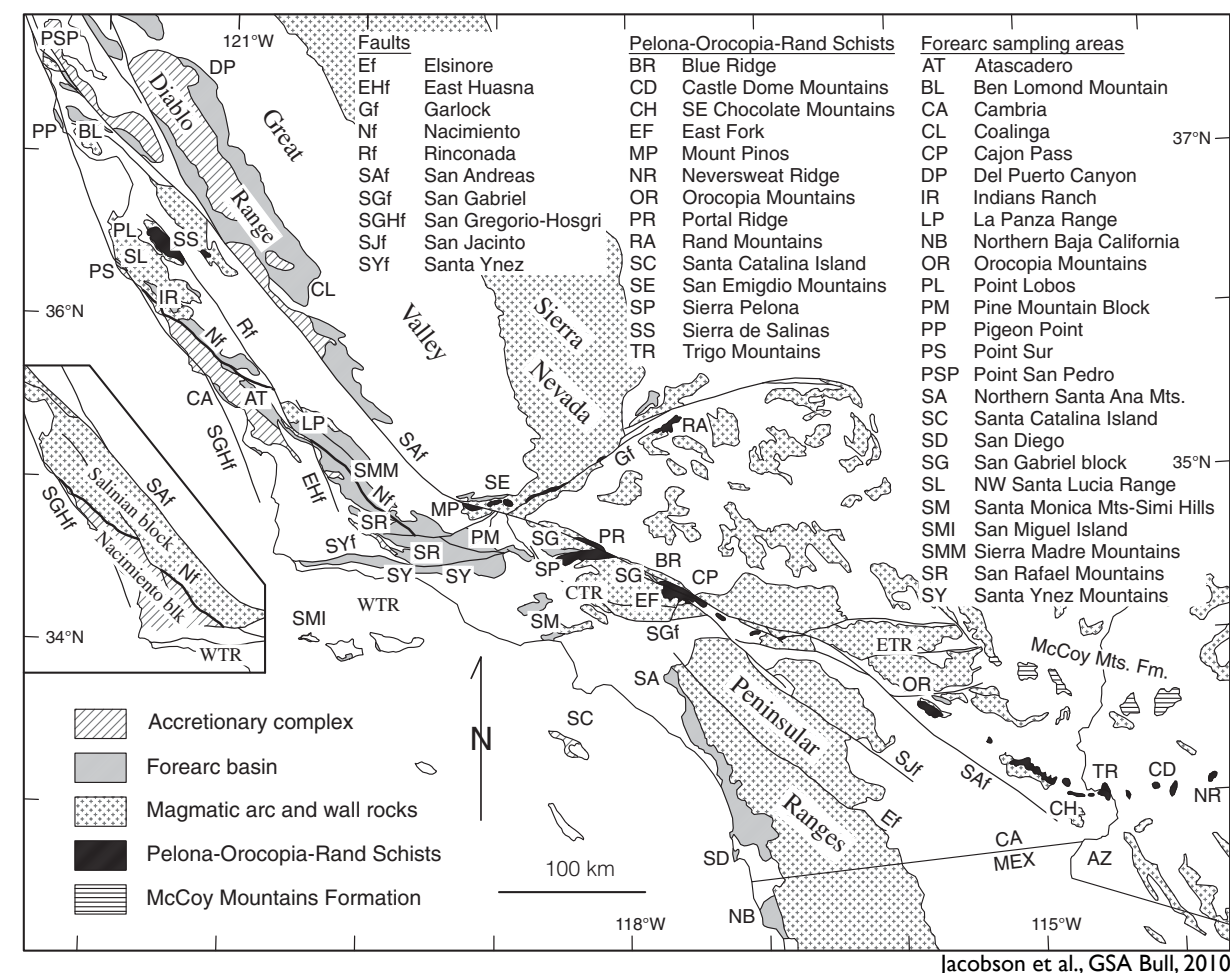 Faults
Ef Elsinore
EHf East Huasna
Gf Garlock
Nf Nacimiento
Rf Rinconada
SAf San Andreas
SGf San Gabriel
SGHf San Gregorio-Hosgri
SJf San Jacinto
SYf Santa Ynez
Pelona-Orocopia-Rand Schists
BR Blue Ridge
CD Castle Dome Mountains
CH SE Chocolate Mountains
EF East Fork
MP Mount Pinos
NR Neversweat Ridge
OR Orocopia Mountains
PR Portal Ridge
RA Rand Mountains
SC Santa Catalina Island
SE San Emigdio Mountains
SP Sierra Pelona
SS Sierra de Salinas
TR Trigo Mountains
Forearc sampling areas
AT Atascadero
BL Ben Lomond Mountain
CA Cambria
CL Coalinga
CP Cajon Pass
DP Del Puerto Canyon
IR Indians Ranch
LP La Panza Range
NB Northern Baja California
OR Orocopia Mountains
PL Point Lobos
PM Pine Mountain Block
PP Pigeon Point
PS Point Sur
PSP Point San Pedro
SA Northern Santa Ana Mts.
SC Santa Catalina Island
SD San Diego
SG San Gabriel block
SL NW Santa Lucia Range
SM Santa Monica Mts-Simi Hills
SMI San Miguel Island
SMM Sierra Madre Mountains
SR San Rafael Mountains
SY Santa Ynez Mountains
121°W
37°N
36°N
35°N
34°N
118°W
115°W
PSP
DP
Diablo
Range
Great
Valley
Sierra
Nevada
PP
BL
PL
SS
SL
PS
IR
CL
Rf
Nf
CA
AT
SGHf
LP
SAf
EHf
SMM
Nf
SR
SE
MP
Gf
RA
SYf
SR
PM
SG
PR
SY
SY
SP
SG
BR
CP
WTR
CTR
EF
SMI
SM
SGf
ETR
McCoy Mts. Fm.
SA
OR
Peninsular
Ranges
SC
SJf
SAf
TR
CD
NR
CH
Ef
SD
CA
MEX
AZ
NB
N
100 km
SAf
Salinian block
SGHf
Nacimiento blk
Nf
WTR
Accretionary complex
Forearc basin
Magmatic arc and wall rocks
Pelona-Orocopia-Rand Schists
McCoy Mountains Formation
Jacobson et al., GSA Bull, 2010